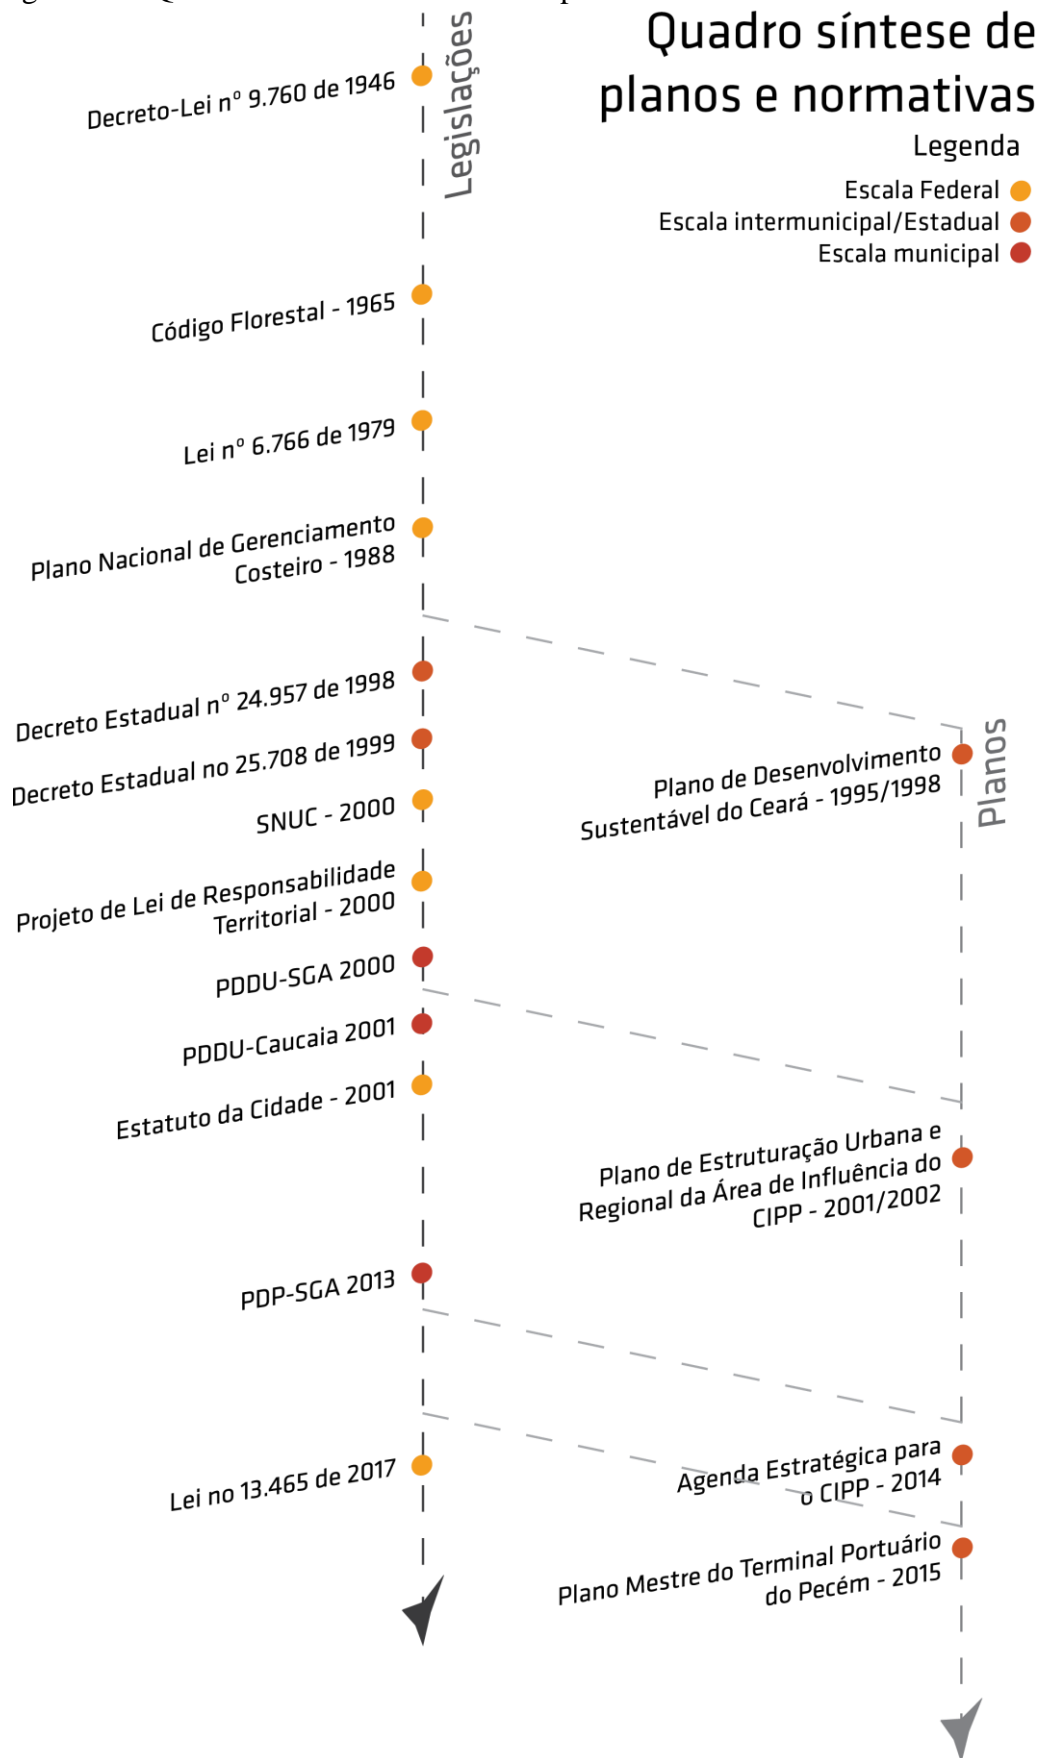 Quadro síntese de
planos e normativas
Legenda
Escala Federal
Escala intermunicipal/Estadual
Escala municipal
Legislações
Decreto-Lei nº 9.760 de 1946
Código Florestal - 1965
Lei nº 6.766 de 1979
Plano Nacional de Gerenciamento
Costeiro - 1988
Decreto Estadual nº 24.957 de 1998
Decreto Estadual no 25.708 de 1999
SNUC - 2000
Projeto de Lei de Responsabilidade
Territorial - 2000
PDDU-SGA 2000
PDDU-Caucaia 2001
Estatuto da Cidade - 2001
PDP-SGA 2013
Lei no 13.465 de 2017
Planos
Plano de Desenvolvimento
Sustentável do Ceará - 1995/1998
Plano de Estruturação Urbana e
Regional da Área de Influência do
CIPP - 2001/2002
Agenda Estratégica para
o CIPP - 2014
Plano Mestre do Terminal Portuário
do Pecém - 2015